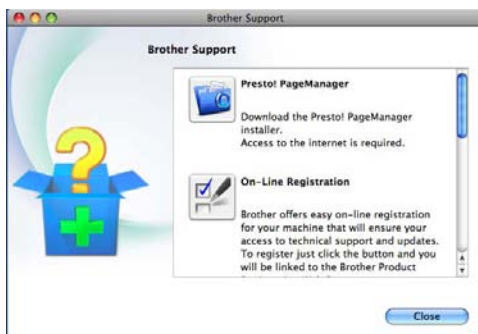 Brother Support
Brother Support
Presto! PageManager
Download the Presto! PageManager
installer.
Access to the internet is required.
On-Line Registration
Brother offers easy on-line registration
for your machine that will ensure your
access to technical support and updates.
To register just click the button and you
will be linked to the Brother Product
Close